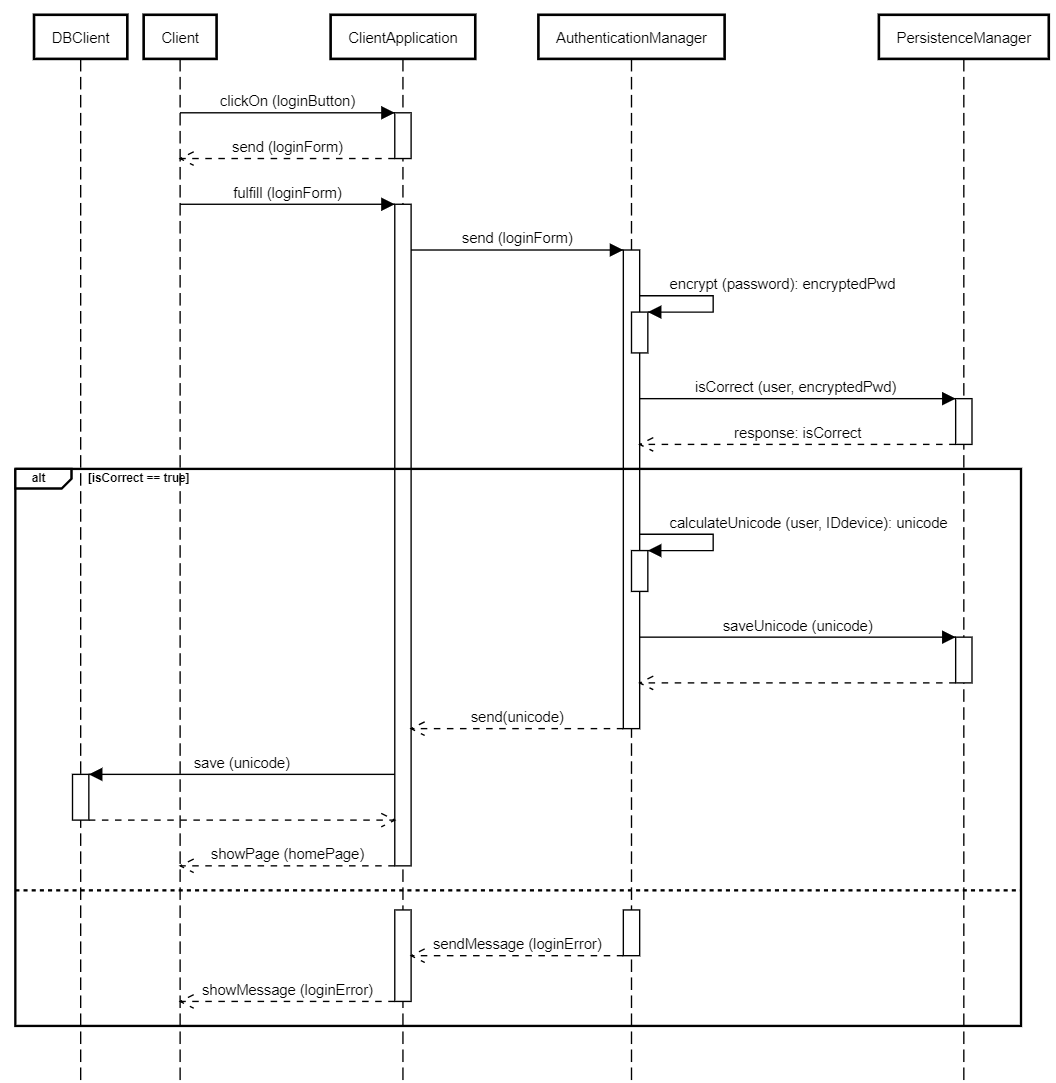 DBClient
Client
ClientApplication
AuthenticationManager
PersistenceManager
clickOn (loginButton)
send (loginForm)
fulfill (loginForm)
send (loginForm)
encrypt (password): encryptedPwd
isCorrect (user, encryptedPwd)
response: isCorrect
alt
[isCorrect == true]
calculateUnicode (user, IDdevice): unicode
saveUnicode (unicode)
send(unicode)
save (unicode)
showPage (homePage)
sendMessage (loginError)
showMessage (loginError)